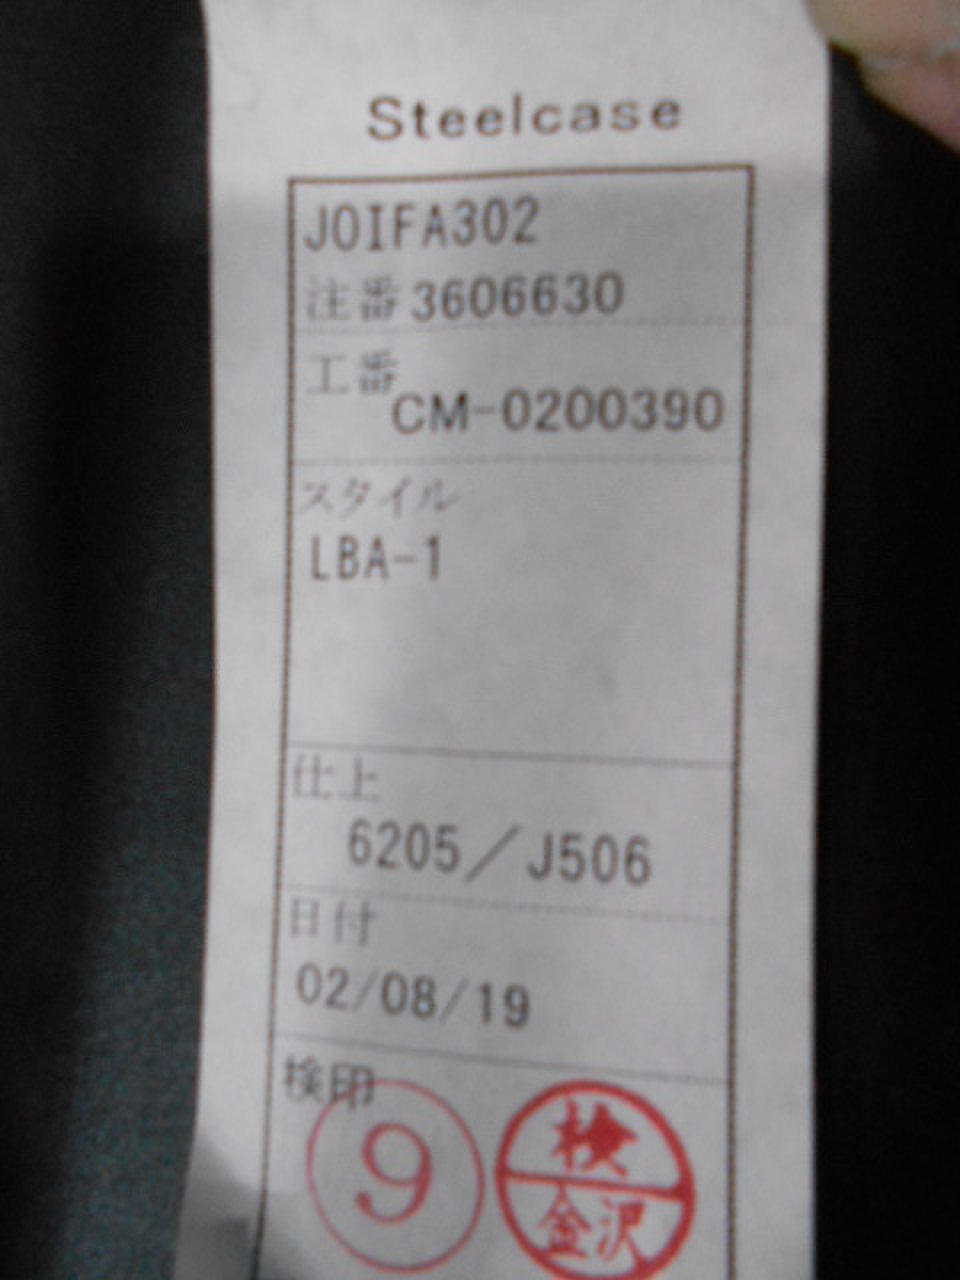 Steelcase
JOIFA302
注番3606630
工番
CM-0200390
スタイル
LBA-1
仕上
6205／J506
日付
02/08/19
検印
9
検
金沢